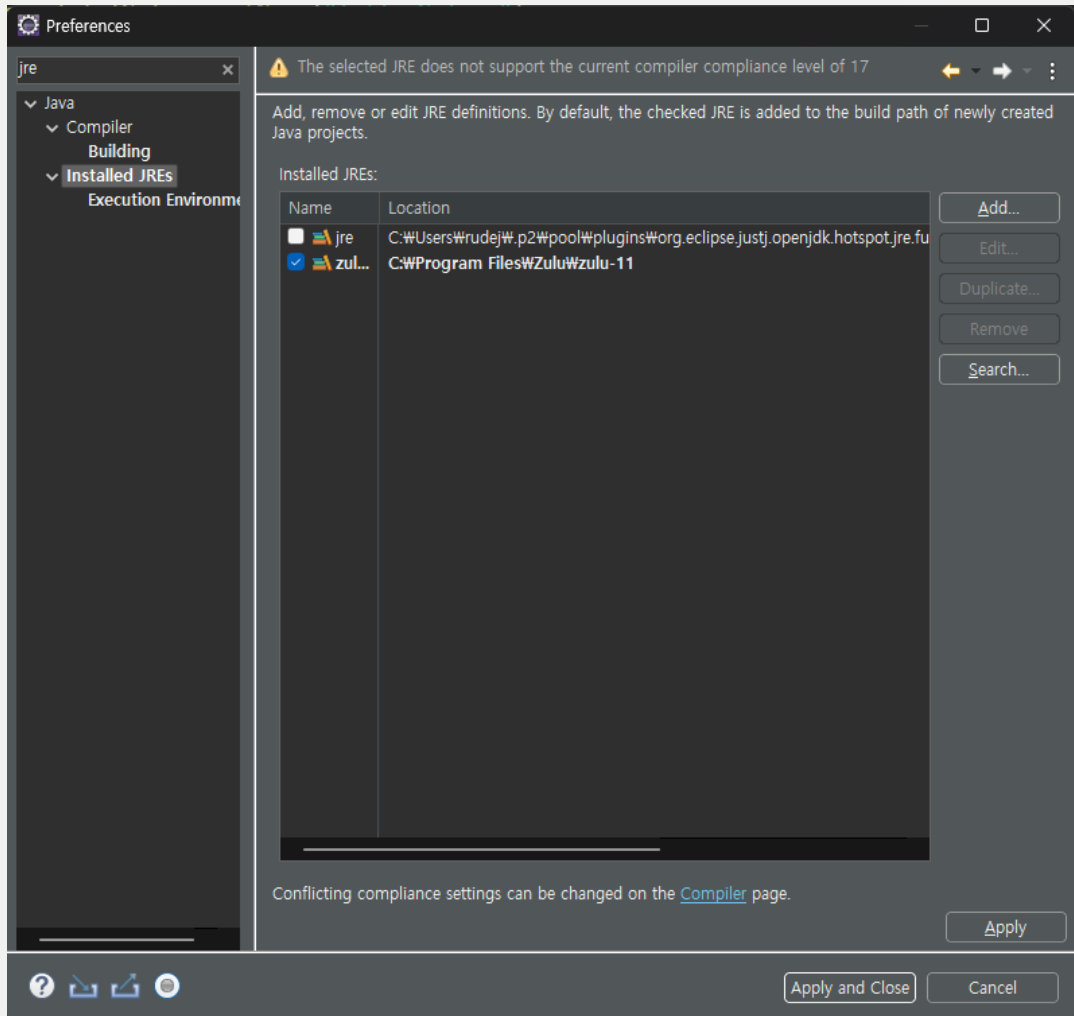 Preferences
jre
Java
Compiler
Building
Installed JREs
Execution Environme
The selected JRE does not support the current compiler compliance level of 17
Add, remove or edit JRE definitions. By default, the checked JRE is added to the build path of newly created
Java projects.
Installed JREs:
Name Location
jre C:₩Users₩rudej₩.p2₩pool₩plugins₩org.eclipse.justj.openjdk.hotspot.jre.fu
zul... C:₩Program Files₩Zulu₩zulu-11
Add...
Edit...
Duplicate...
Remove
Search...
Conflicting compliance settings can be changed on the Compiler page.
Apply
Apply and Close
Cancel